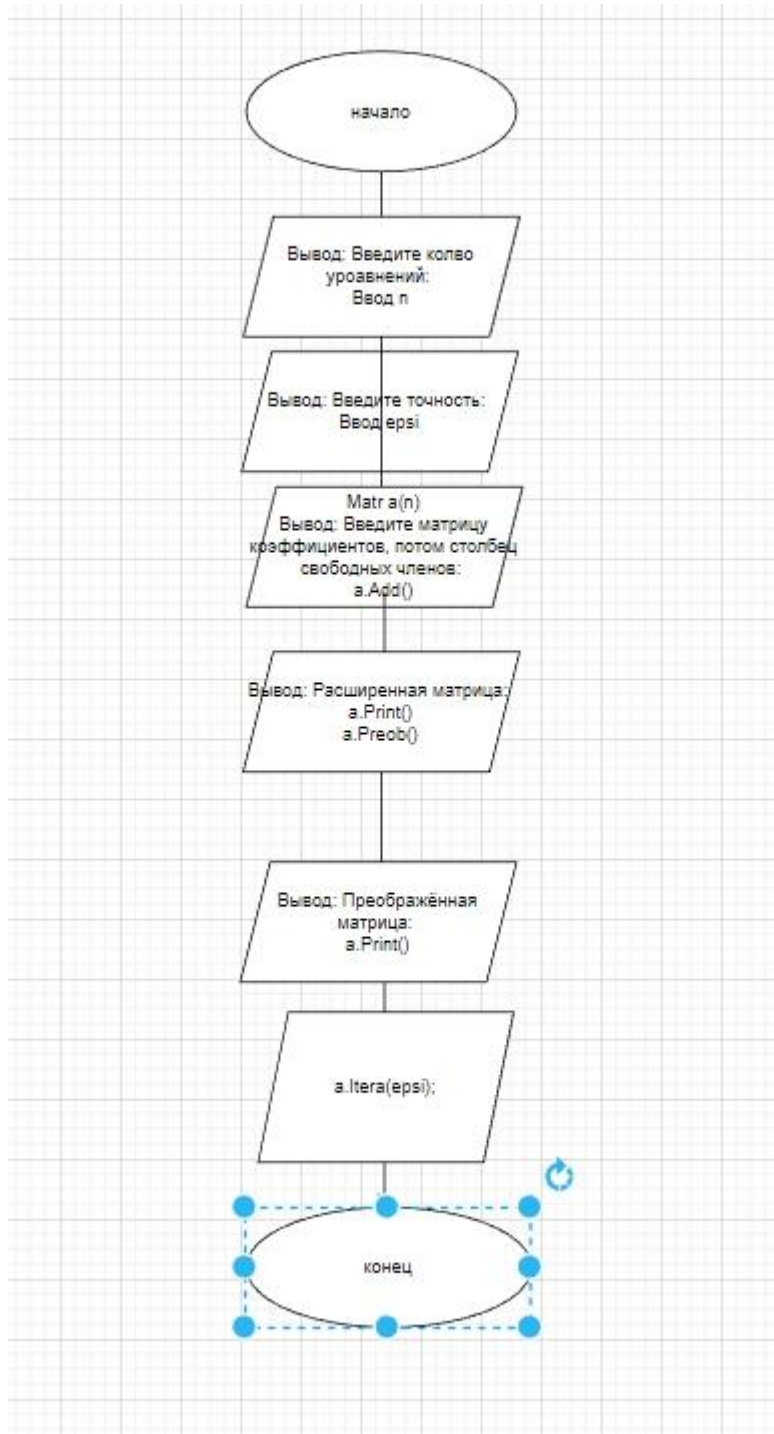 начало
Вывод: Введите колво
уроавнений:
Ввод n
Вывод: Введите точность:
Ввод epsi
Matr a(n)
Вывод: Введите матрицу
коэффициентов, потом столбец
свободных членов:
a.Add()
Вывод: Расширенная матрица:
a.Print()
a.Preob()
Вывод: Преображённая
матрица:
a.Print()
a.Itera(epsi);
конец